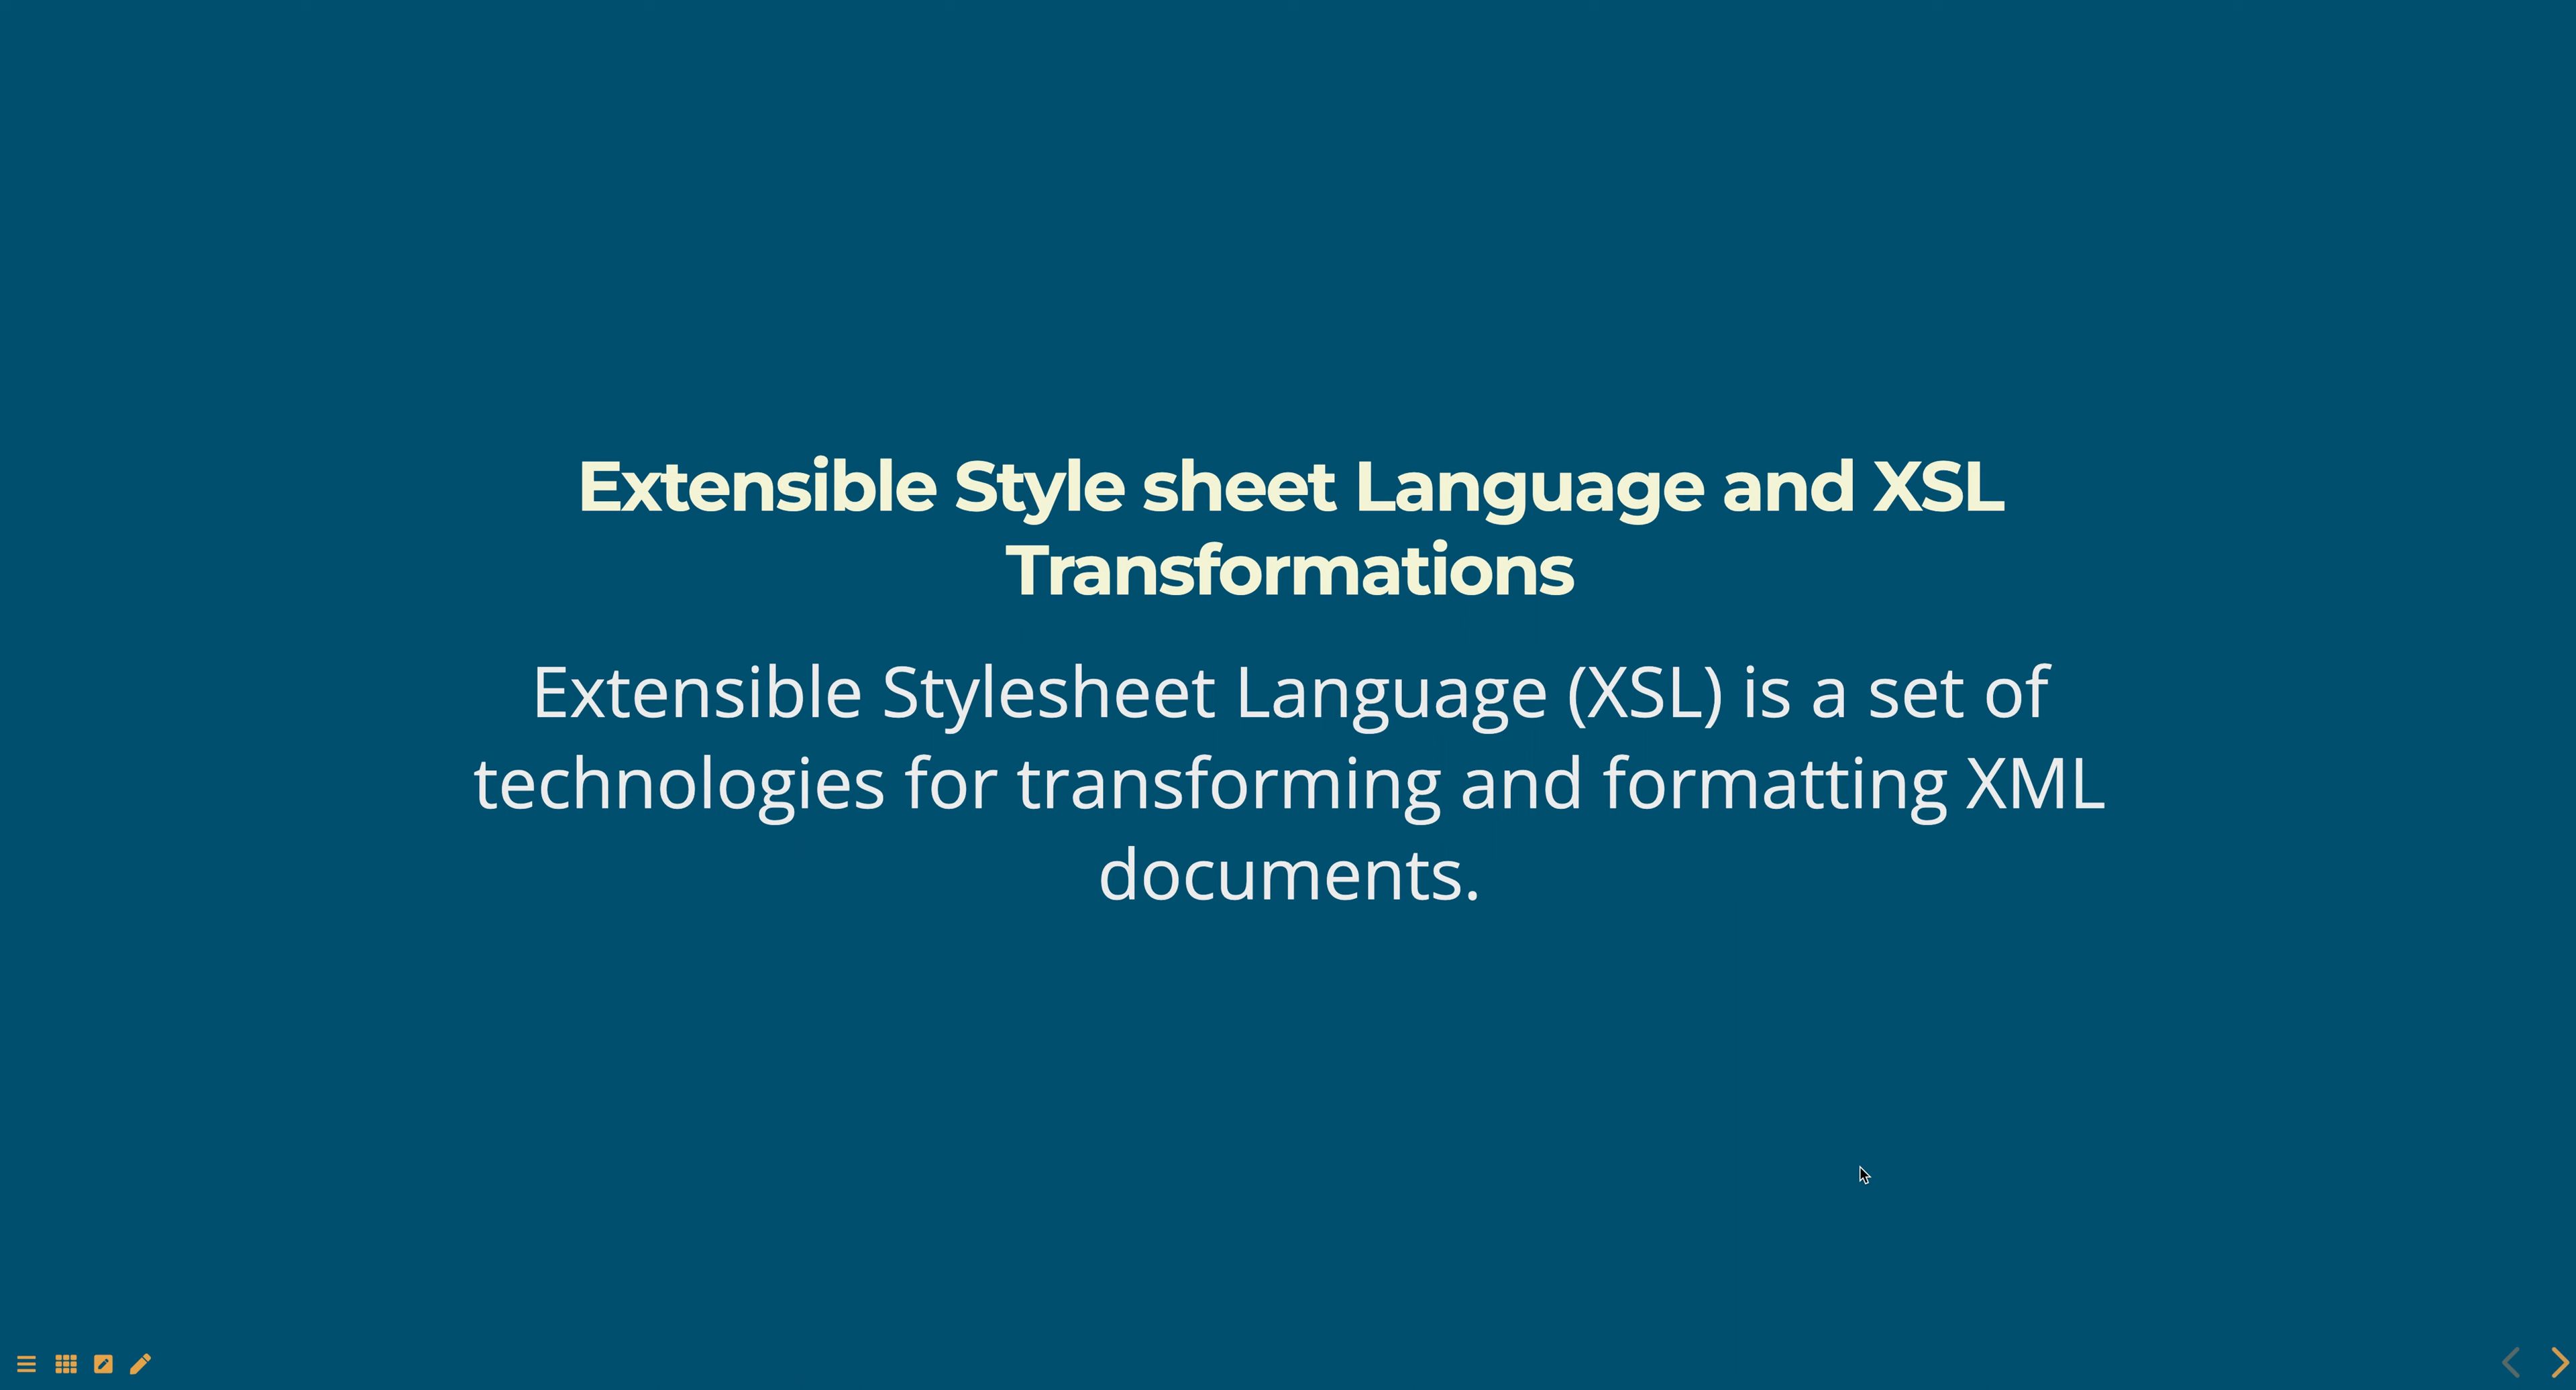 Extensible Style sheet Language and XSL
Transformations
Extensible Stylesheet Language (XSL) is a set of
technologies for transforming and formatting XML
documents.